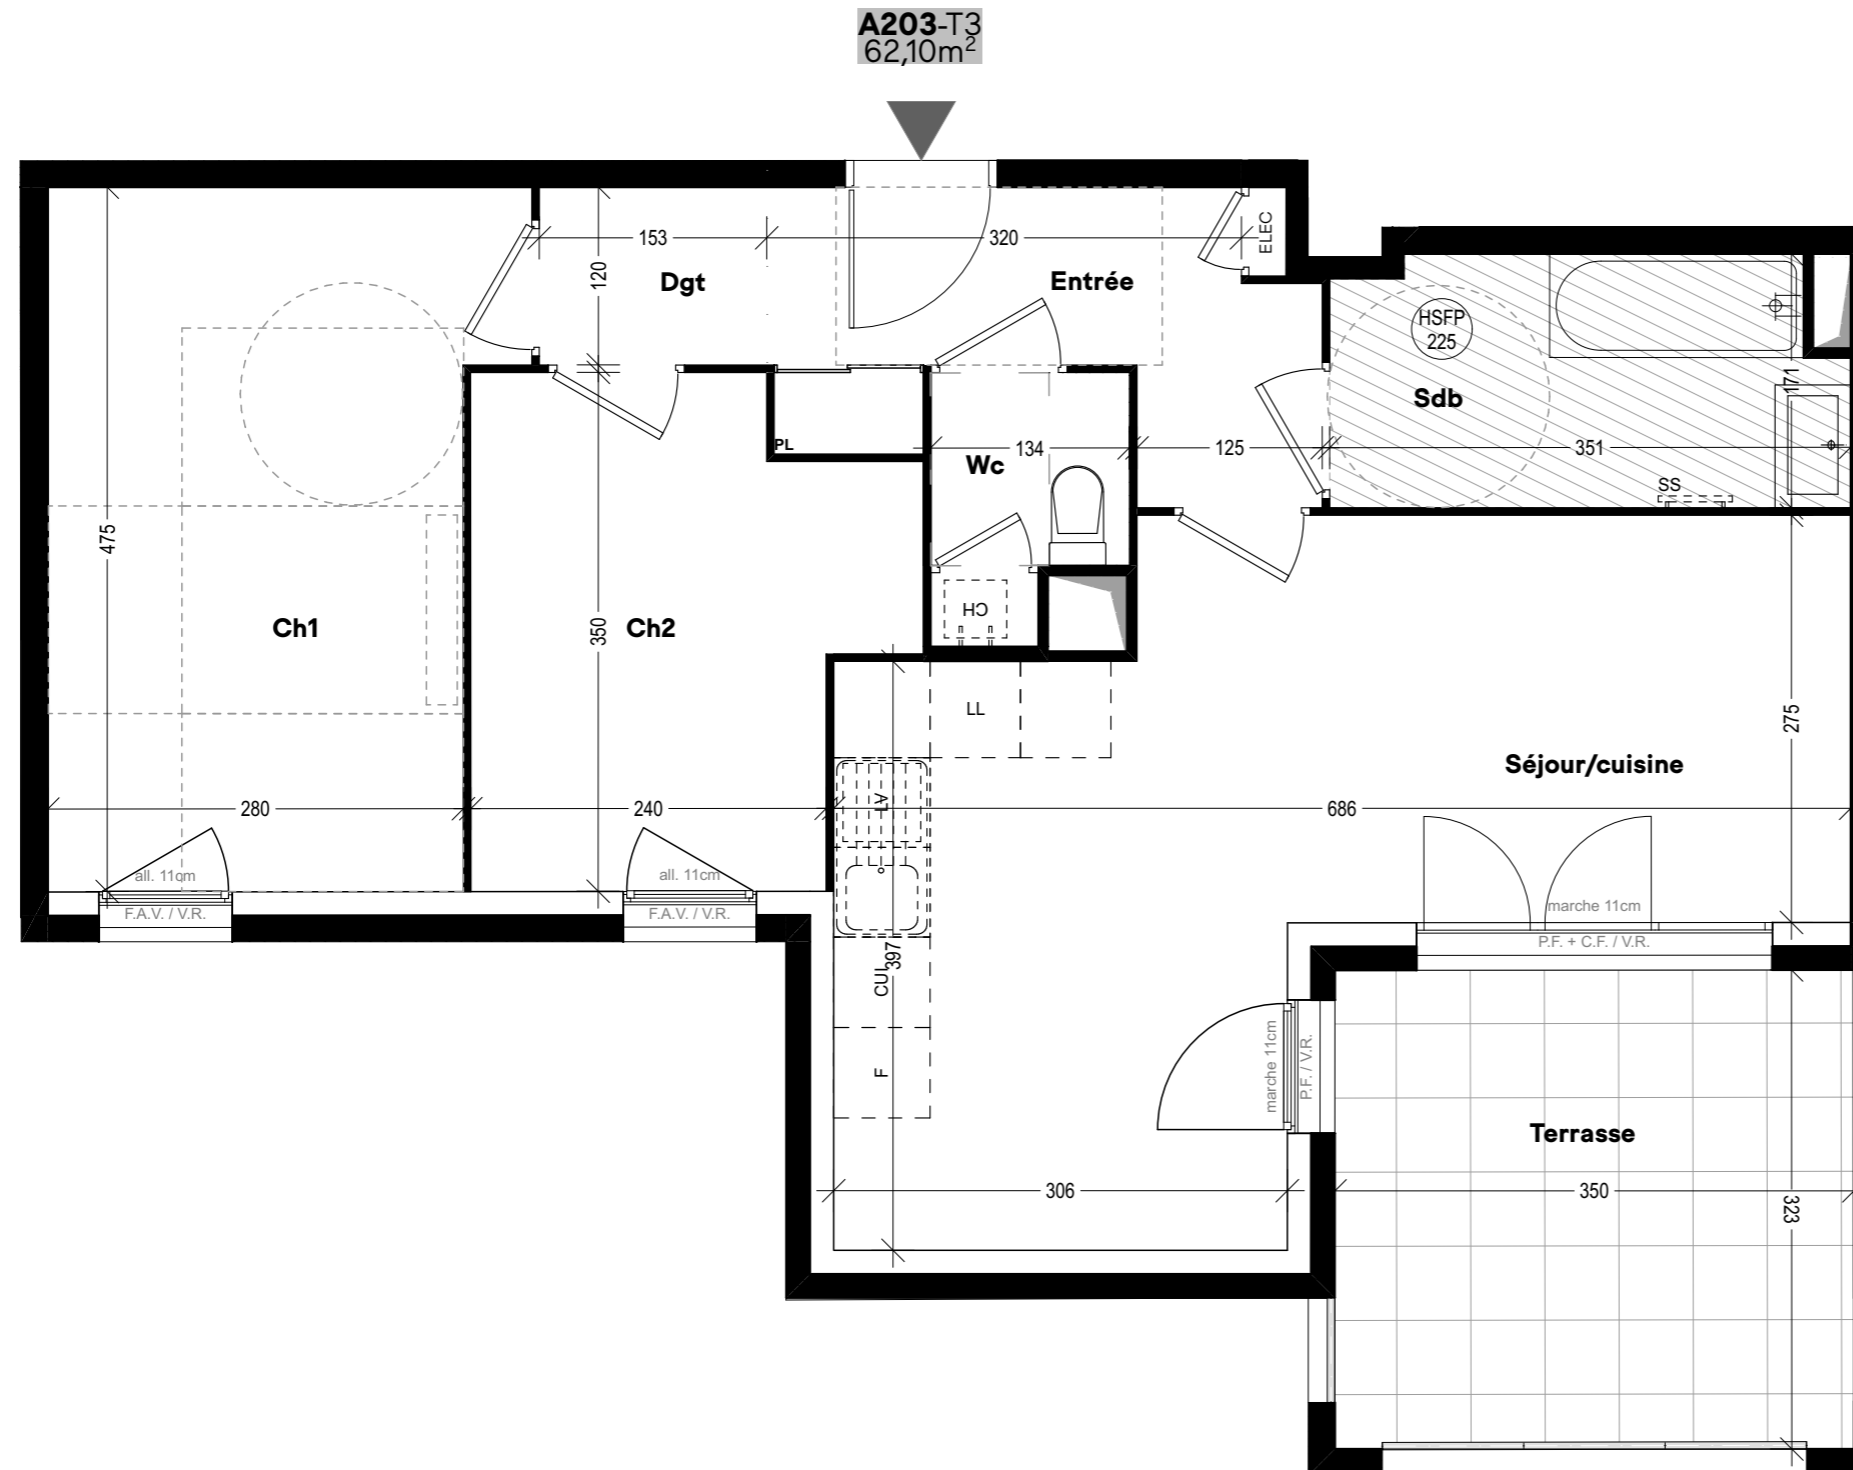 A203-T3
62,10m²
153
320
ELEC
120
Dgt
Entrée
HSFP
225
Sdb
171
PL
134
Wc
125
351
SS
475
CH
Ch1
350
Ch2
LL
275
Séjour/cuisine
280
240
LV
686
all. 11cm
all. 11cm
F.A.V. / V.R.
F.A.V. / V.R.
marche 11cm
P.F. + C.F. / V.R.
397
CUI
F
marche 11cm
P.F. / V.R.
Terrasse
306
350
323